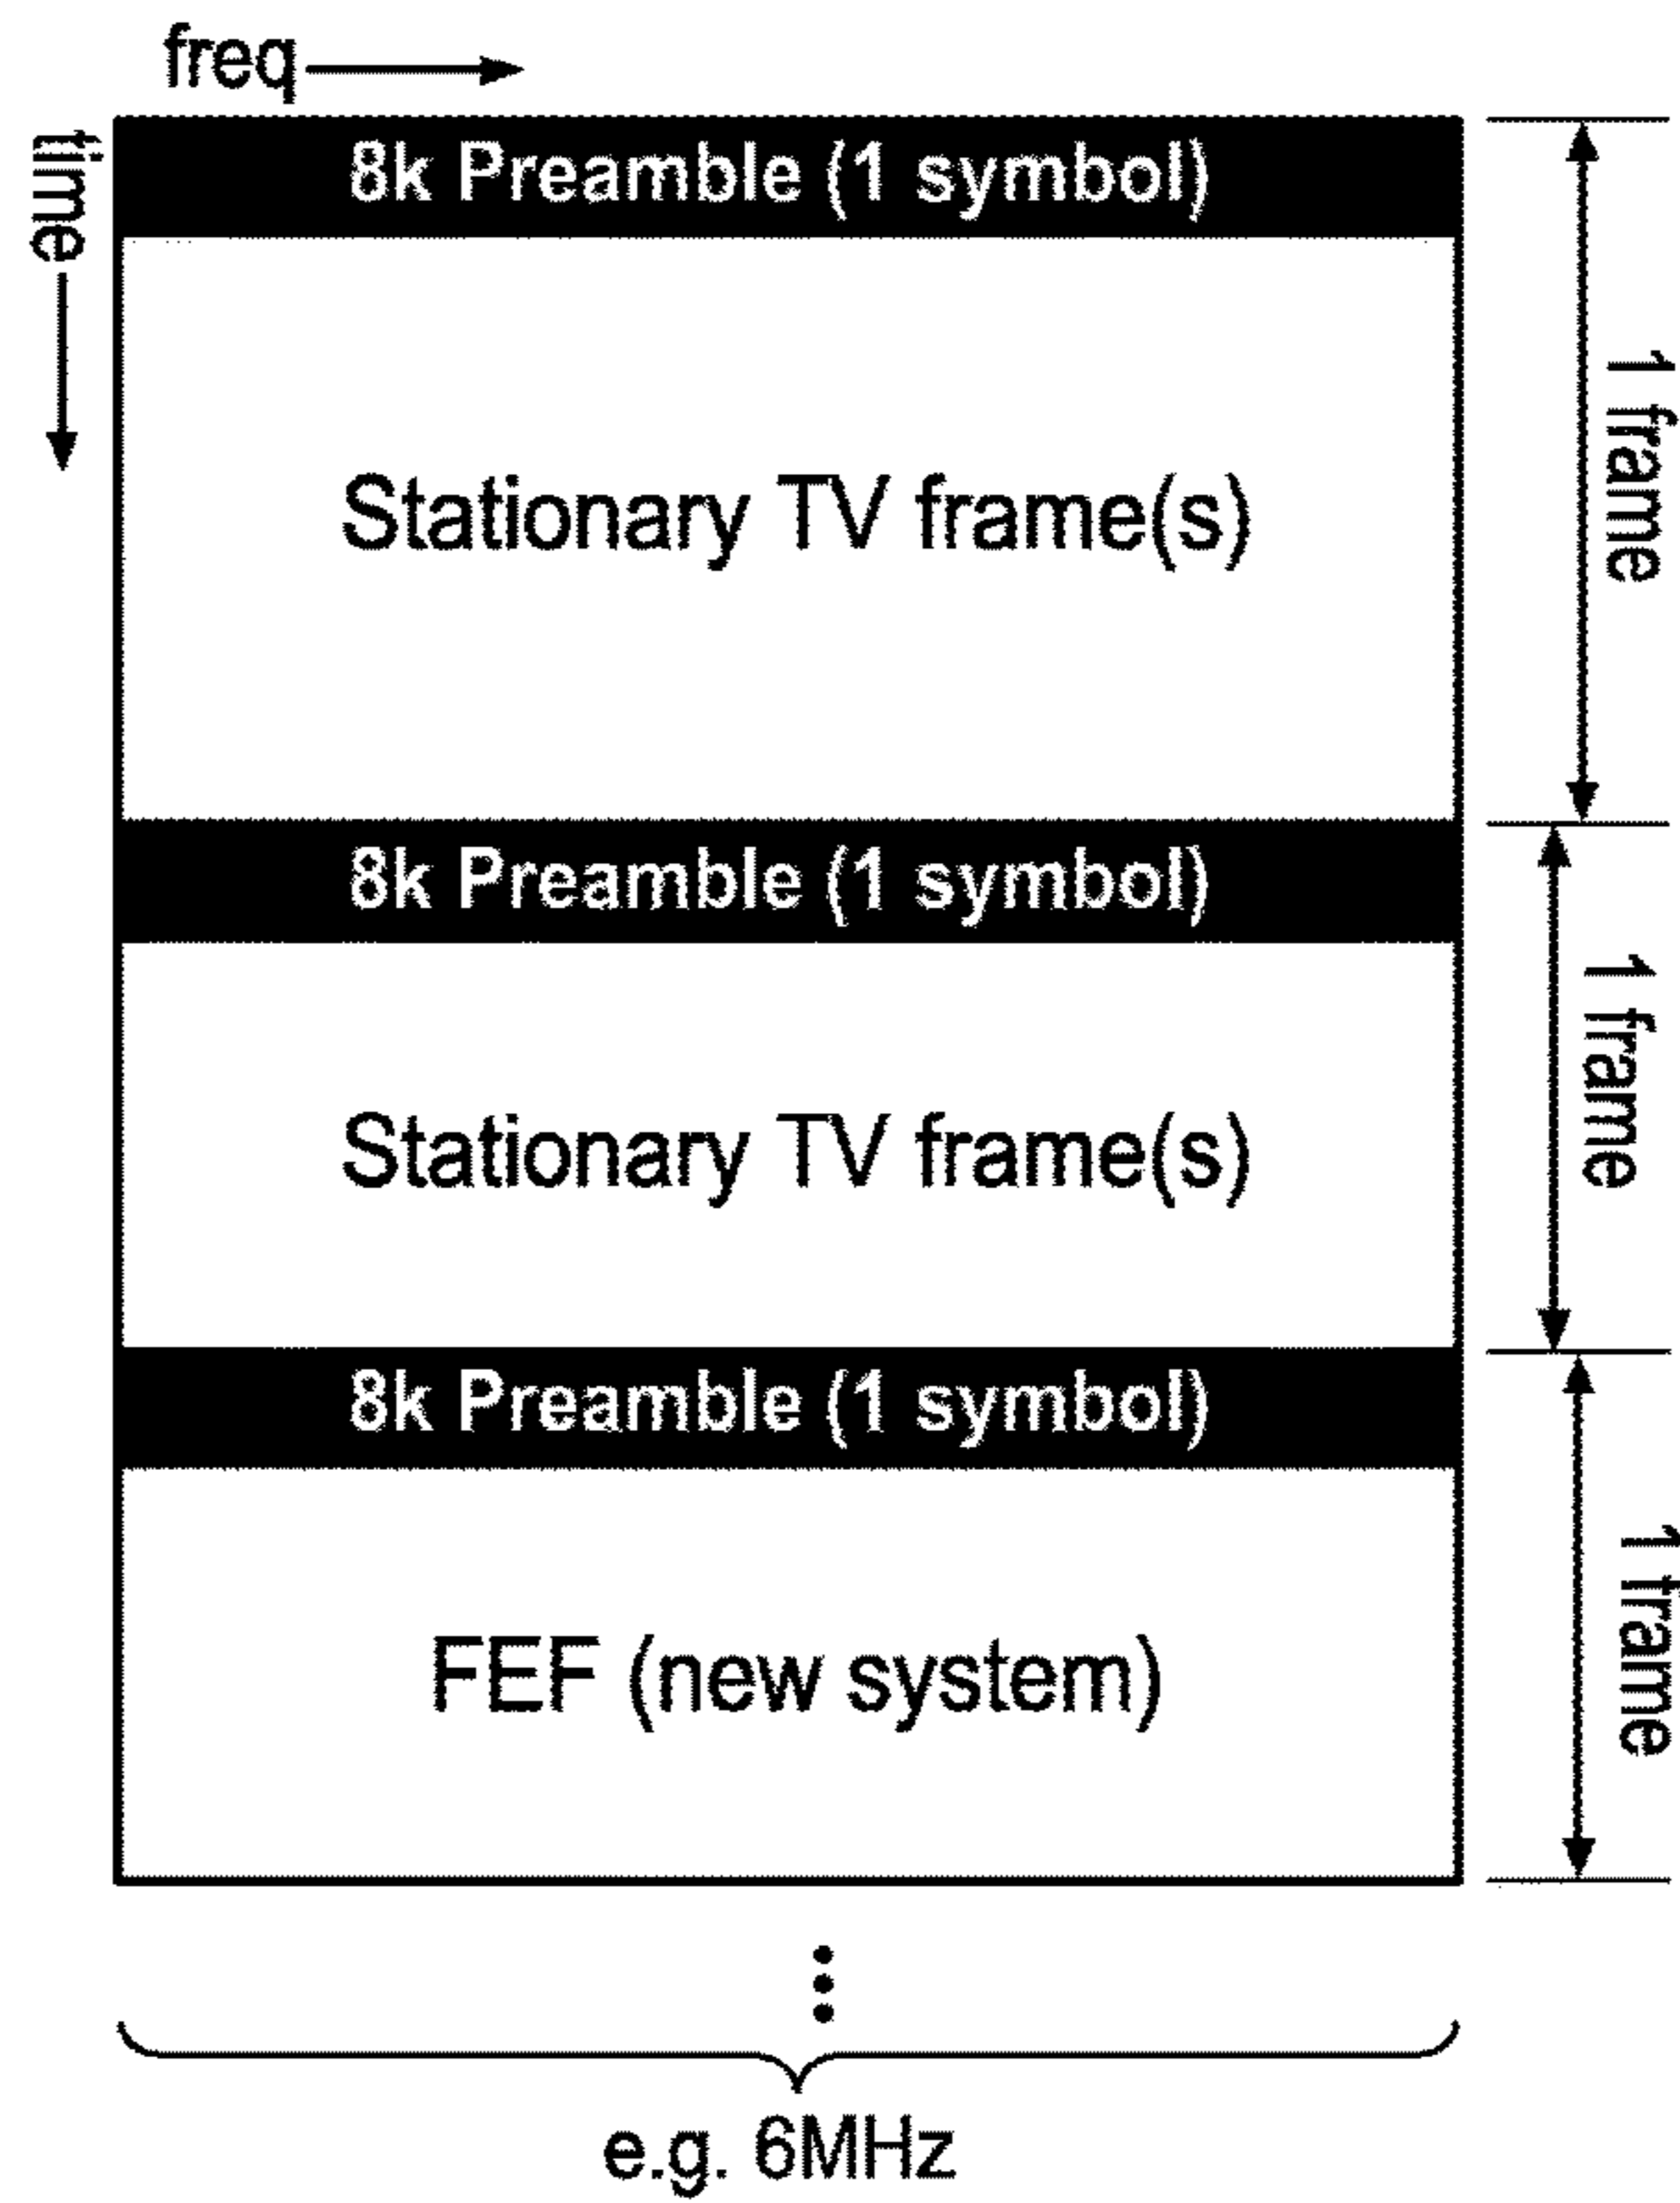 freq
time
8k Preamble (1 symbol)
Stationary TV frame(s)
1 frame
8k Preamble (1 symbol)
Stationary TV frame(s)
1 frame
8k Preamble (1 symbol)
FEF (new system)
1 frame
e.g. 6MHz